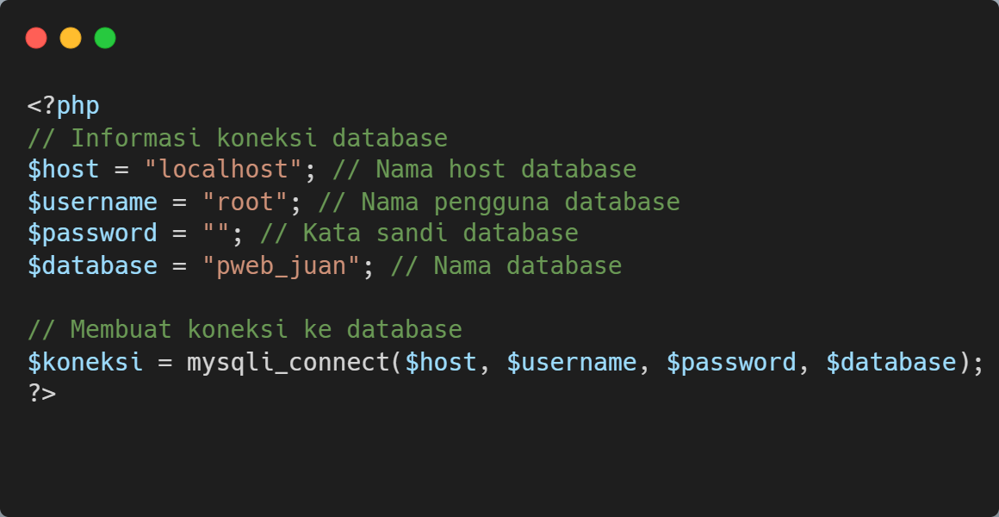 <?php
// Informasi koneksi database
$host = "localhost"; // Nama host database
$username = "root"; // Nama pengguna database
$password = ""; // Kata sandi database
$database = "pweb_juan"; // Nama database
// Membuat koneksi ke database
$koneksi = mysqli_connect($host, $username, $password, $database);
?>